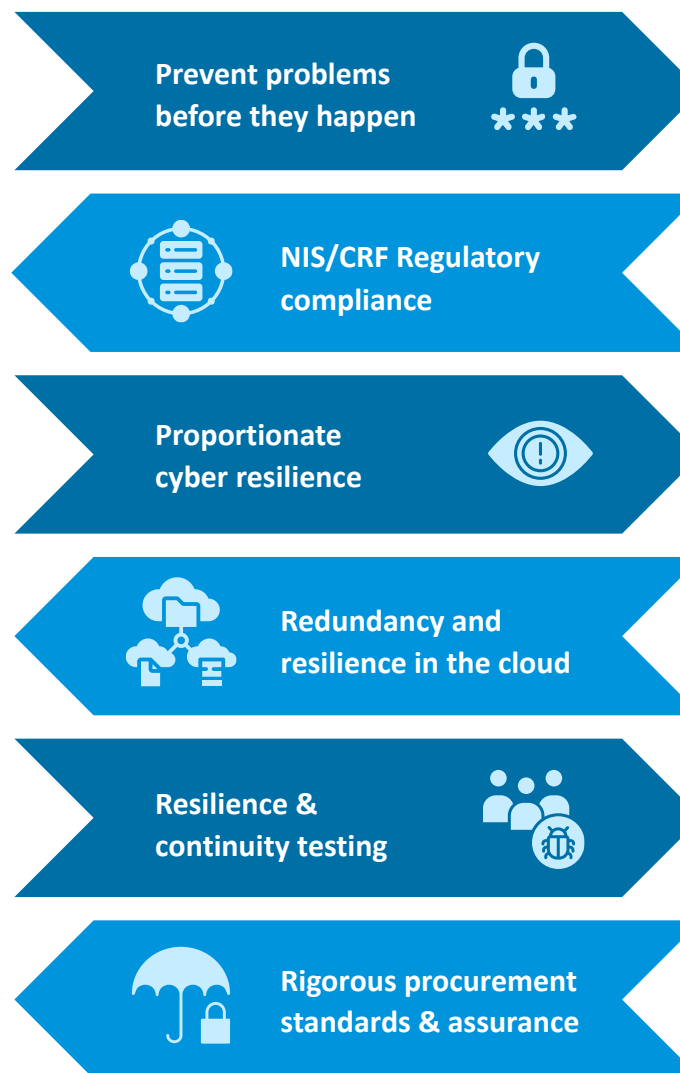 Prevent problems
before they happen
NIS/CRF Regulatory
compliance
Proportionate
cyber resilience
Redundancy and
resilience in the cloud
Resilience &
continuity testing
Rigorous procurement
standards & assurance